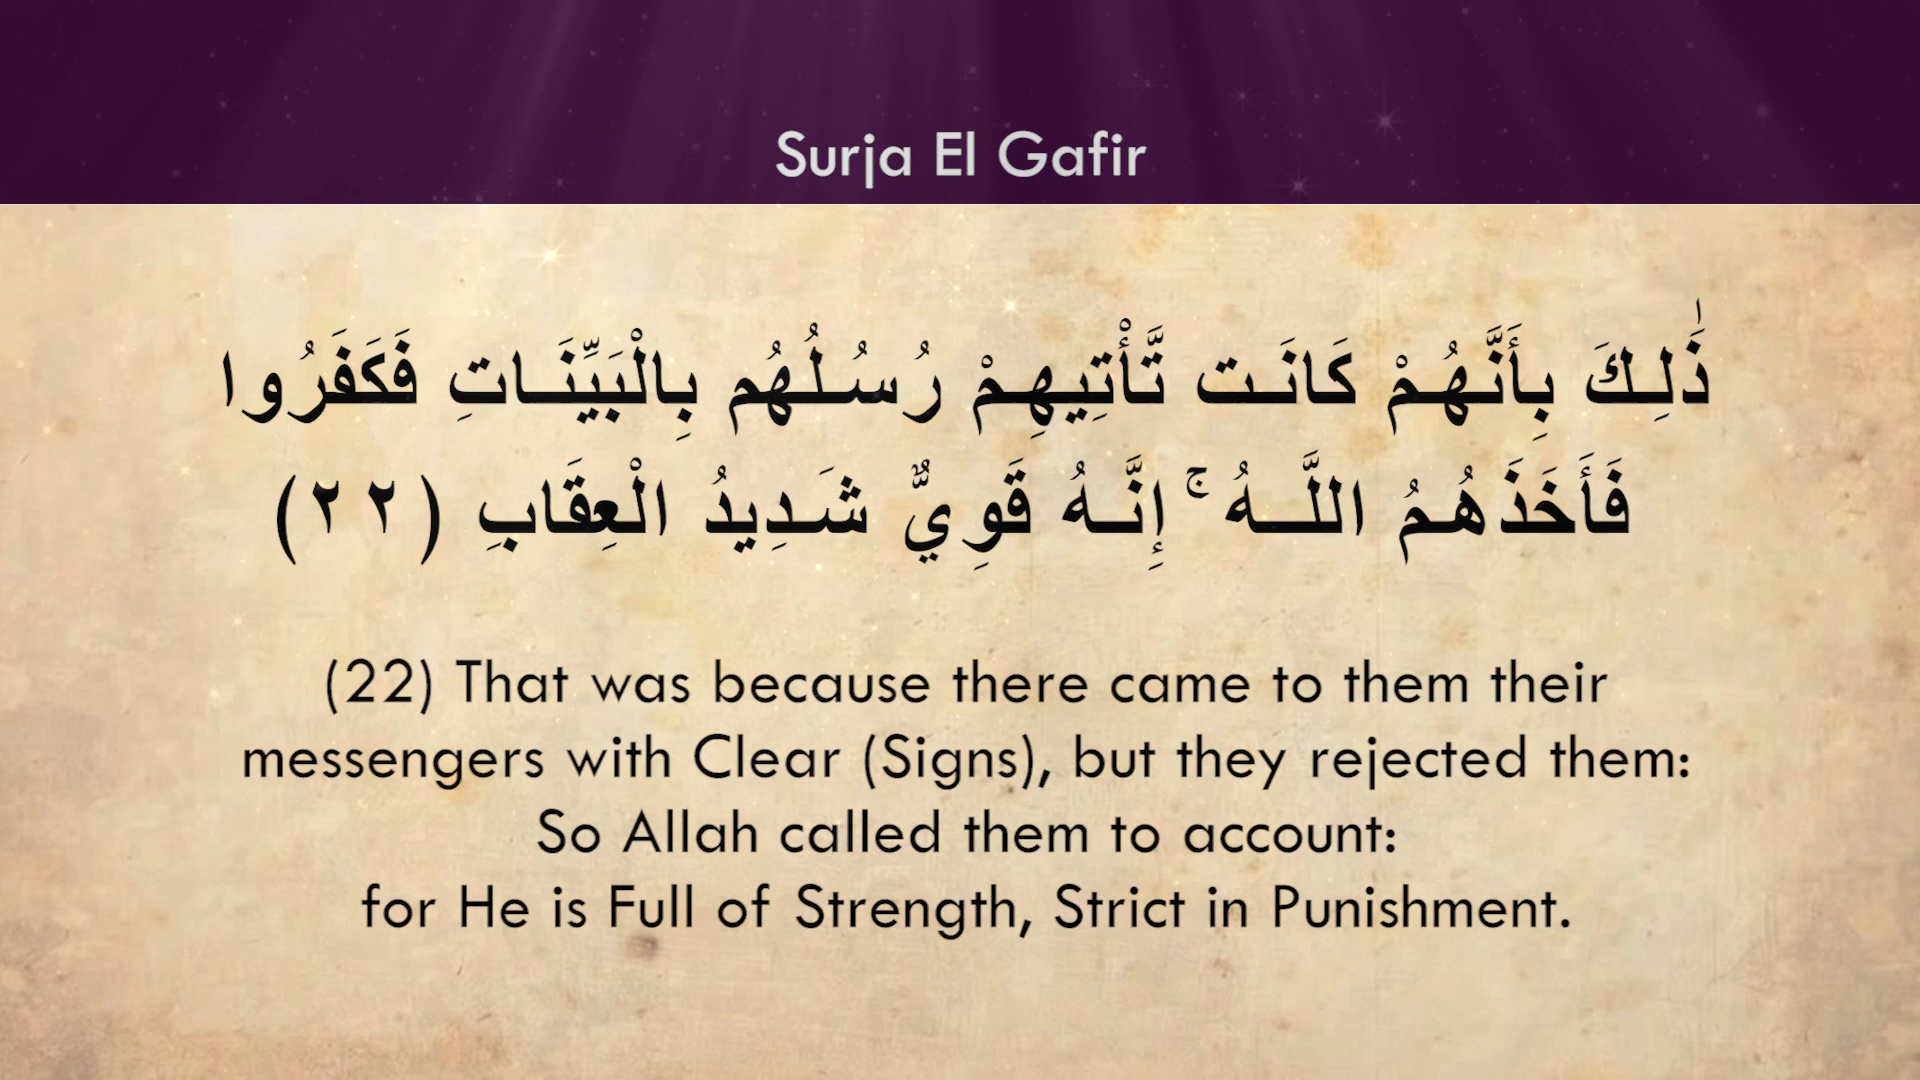 Surja El Gafir
ذَٰلِكَ بِأَنَّهُمْ كَانَت تَّأْتِيهِمْ رُسُلُهُم بِالْبَيِّنَاتِ فَكَفَرُوا
فَأَخَذَهُمُ اللَّهُ ۚ إِنَّهُ قَوِيٌّ شَدِيدُ الْعِقَابِ (٢٢)
(22) That was because there came to them their
messengers with Clear (Signs), but they rejected them:
So Allah called them to account:
for He is Full of Strength, Strict in Punishment.